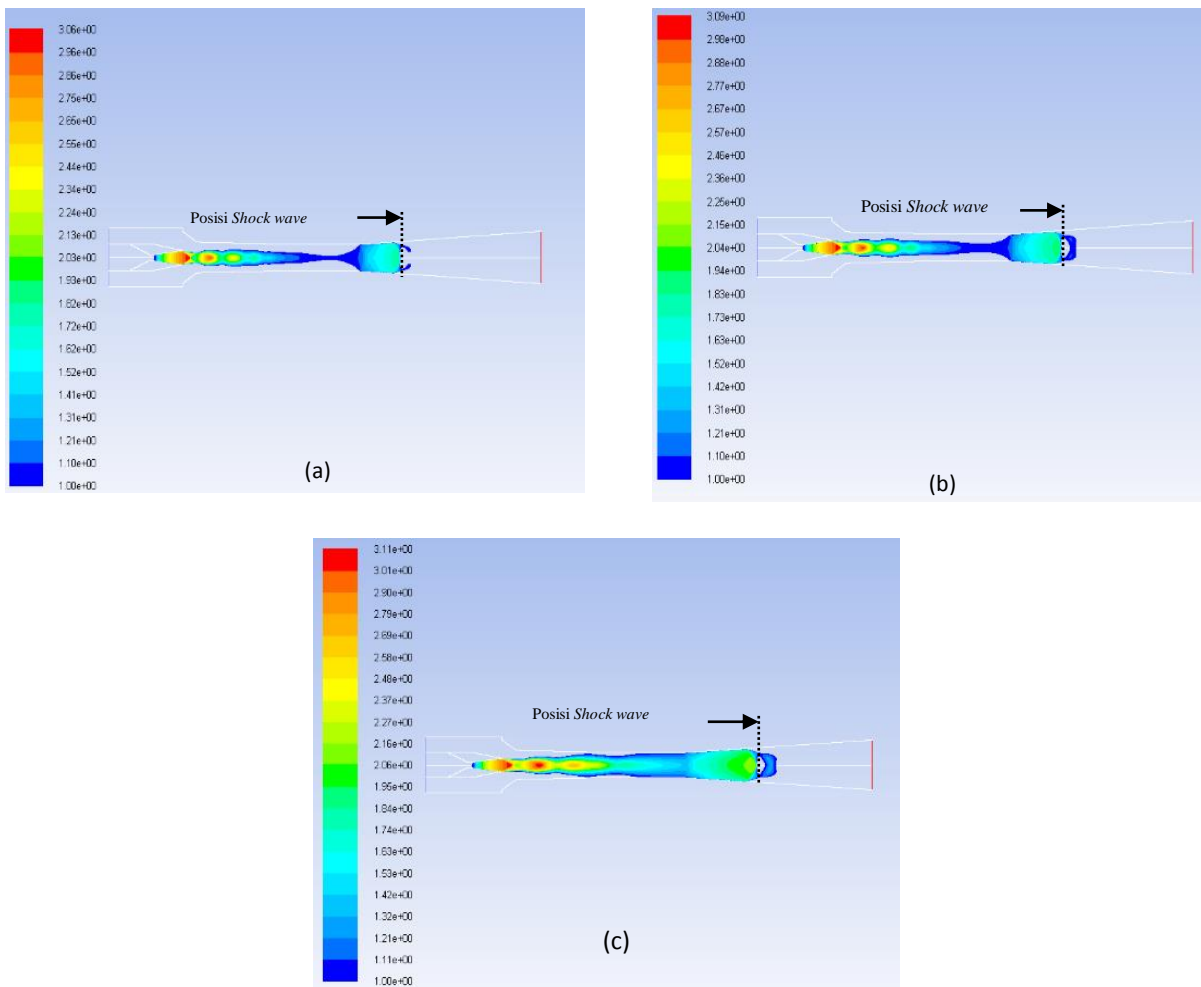 3.06e+00
2.96e+00
2.86e+00
2.75e+00
2.65e+00
2.55e+00
2.44e+00
2.34e+00
2.24e+00
2.13e+00
2.03e+00
1.93e+00
1.82e+00
1.72e+00
1.62e+00
1.52e+00
1.41e+00
1.31e+00
1.21e+00
1.10e+00
1.00e+00
Posisi Shock wave
(a)
3.09e+00
2.98e+00
2.88e+00
2.77e+00
2.67e+00
2.57e+00
2.46e+00
2.36e+00
2.25e+00
2.15e+00
2.04e+00
1.94e+00
1.83e+00
1.73e+00
1.63e+00
1.52e+00
1.42e+00
1.31e+00
1.21e+00
1.10e+00
1.00e+00
Posisi Shock wave
(b)
3.11e+00
3.01e+00
2.90e+00
2.79e+00
2.69e+00
2.58e+00
2.48e+00
2.37e+00
2.27e+00
2.16e+00
2.06e+00
1.95e+00
1.84e+00
1.74e+00
1.63e+00
1.53e+00
1.42e+00
1.32e+00
1.21e+00
1.11e+00
1.00e+00
Posisi Shock wave
(c)